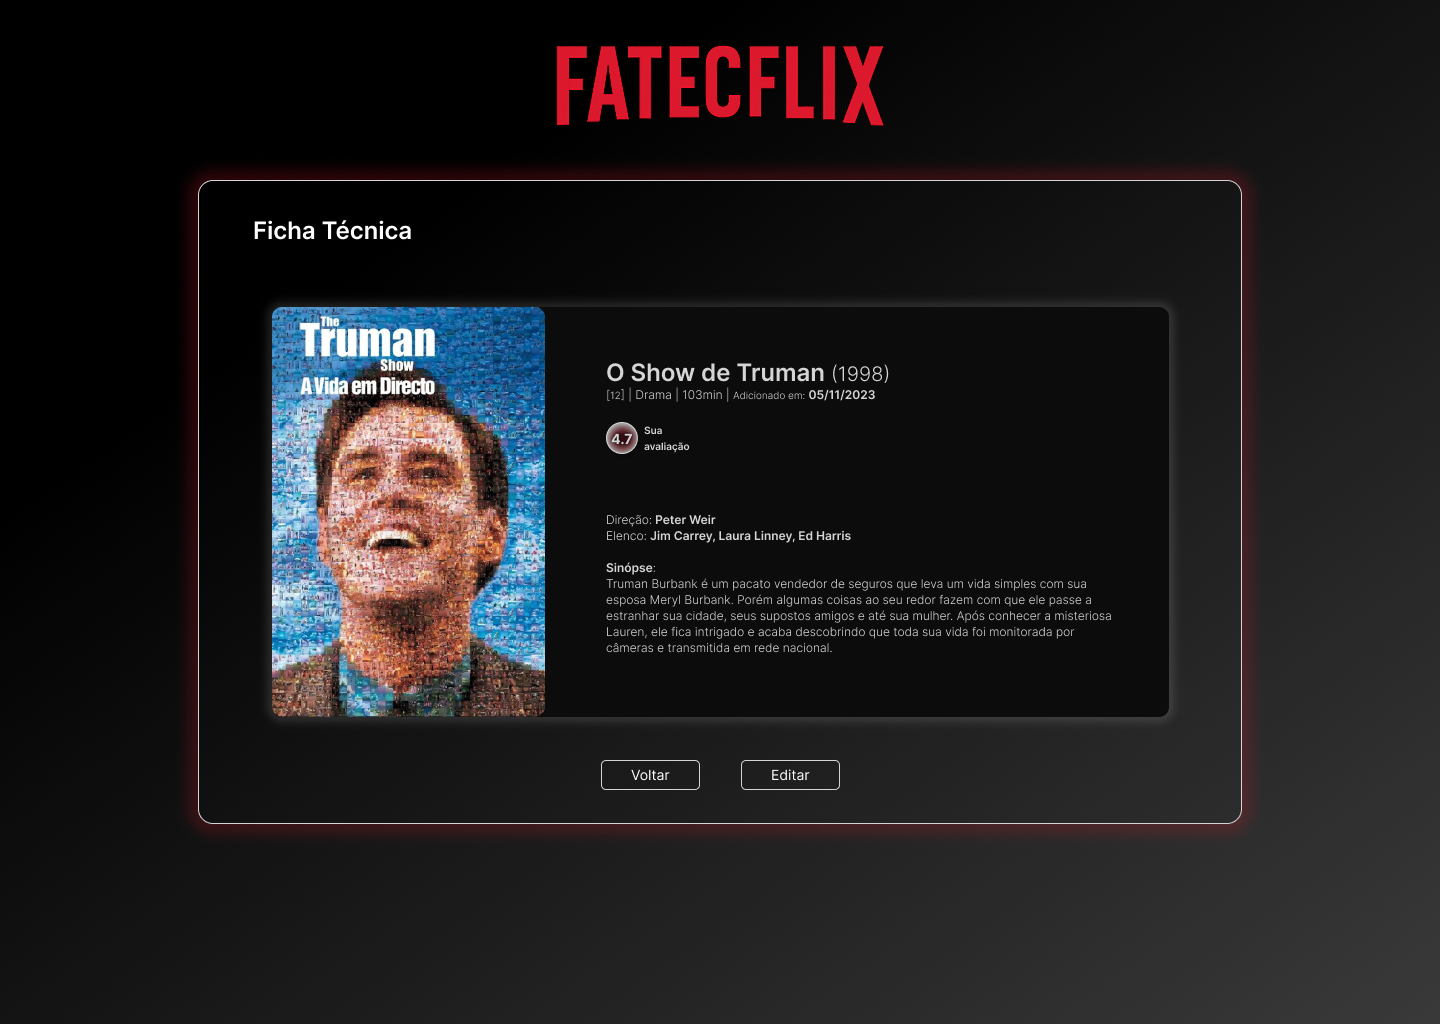 FATECFLIX
Ficha Técnica
The
Truman
Show
A Vida em Directo
O Show de Truman (1998)
[12] | Drama | 103min | Adicionado em: 05/11/2023
4.7
Sua
avaliação
Direção: Peter Weir
Elenco: Jim Carrey, Laura Linney, Ed Harris
Sinópse:
Truman Burbank é um pacato vendedor de seguros que leva um vida simples com sua
esposa Meryl Burbank. Porém algumas coisas ao seu redor fazem com que ele passe a
estranhar sua cidade, seus supostos amigos e até sua mulher. Após conhecer a misteriosa
Lauren, ele fica intrigado e acaba descobrindo que toda sua vida foi monitorada por
câmeras e transmitida em rede nacional.
Voltar
Editar